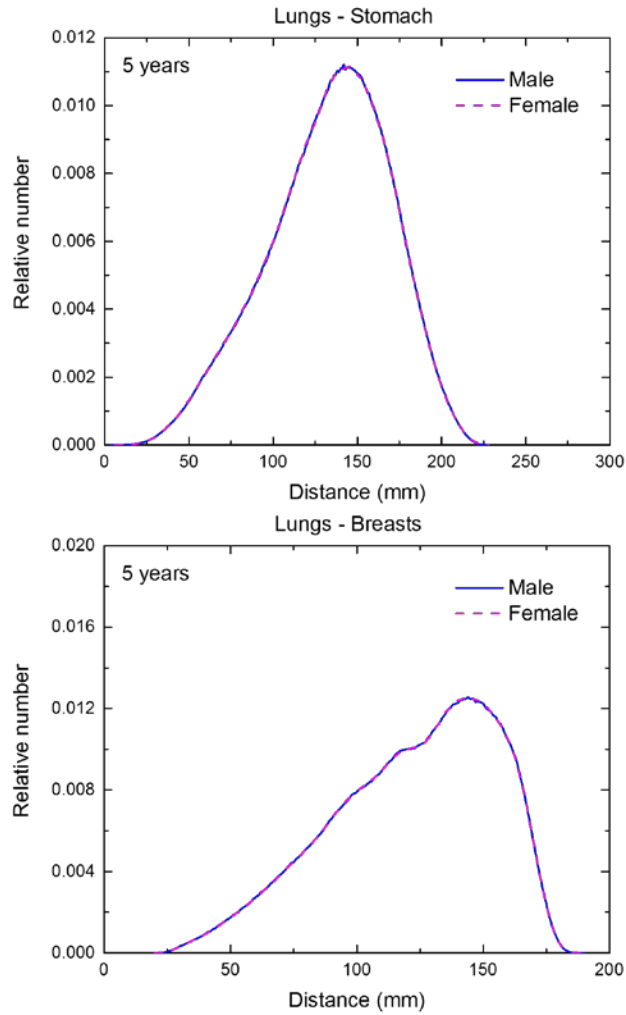 Lungs - Stomach
0.012
5 years
Male
Female
0.010
0.008
Relative number
0.006
0.004
0.002
0.000
0 50 100 150 200 250 300
Distance (mm)
Lungs - Breasts
0.020
5 years
Male
Female
0.016
0.012
Relative number
0.008
0.004
0.000
0 50 100 150 200
Distance (mm)